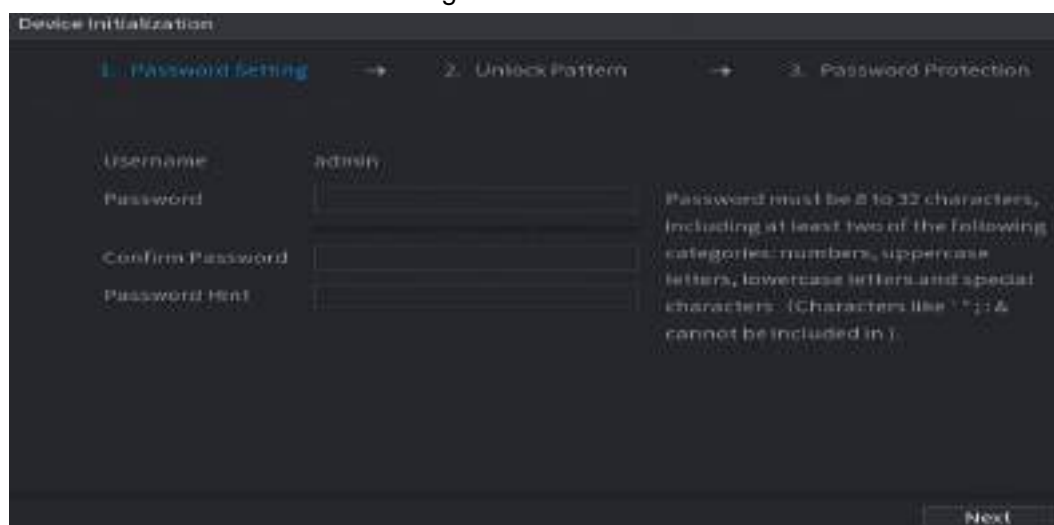 Device Initialization
1. Password Setting → 2. Unlock Pattern → 3. Password Protection
Username admin
Password
Password must be 8 to 32 characters,
including at least two of the following
categories: numbers, uppercase
letters, lowercase letters and special
characters (Characters like ' " ; : &
cannot be included in ).
Confirm Password
Password Hint
Next